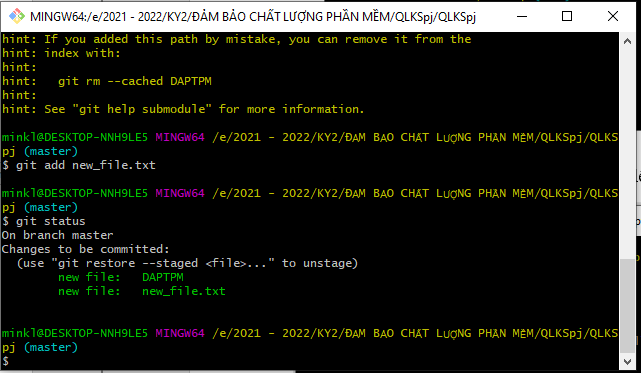 MINGW64:/e/2021 - 2022/KY2/ĐẢM BẢO CHẤT LƯỢNG PHẦN MỀM/QLKSpj/QLKSpj
hint: If you added this path by mistake, you can remove it from the
hint: index with:
hint:
hint:   git rm --cached DAPTPM
hint:
hint: See "git help submodule" for more information.
minkl@DESKTOP-NNH9LE5 MINGW64 /e/2021 - 2022/KY2/ĐẢM BẢO CHẤT LƯỢNG PHẦN MỀM/QLKSpj/QLKS
pj (master)
$ git add new_file.txt
minkl@DESKTOP-NNH9LE5 MINGW64 /e/2021 - 2022/KY2/ĐẢM BẢO CHẤT LƯỢNG PHẦN MỀM/QLKSpj/QLKS
pj (master)
$ git status
On branch master
Changes to be committed:
  (use "git restore --staged <file>..." to unstage)
        new file:   DAPTPM
        new file:   new_file.txt
minkl@DESKTOP-NNH9LE5 MINGW64 /e/2021 - 2022/KY2/ĐẢM BẢO CHẤT LƯỢNG PHẦN MỀM/QLKSpj/QLKS
pj (master)
$